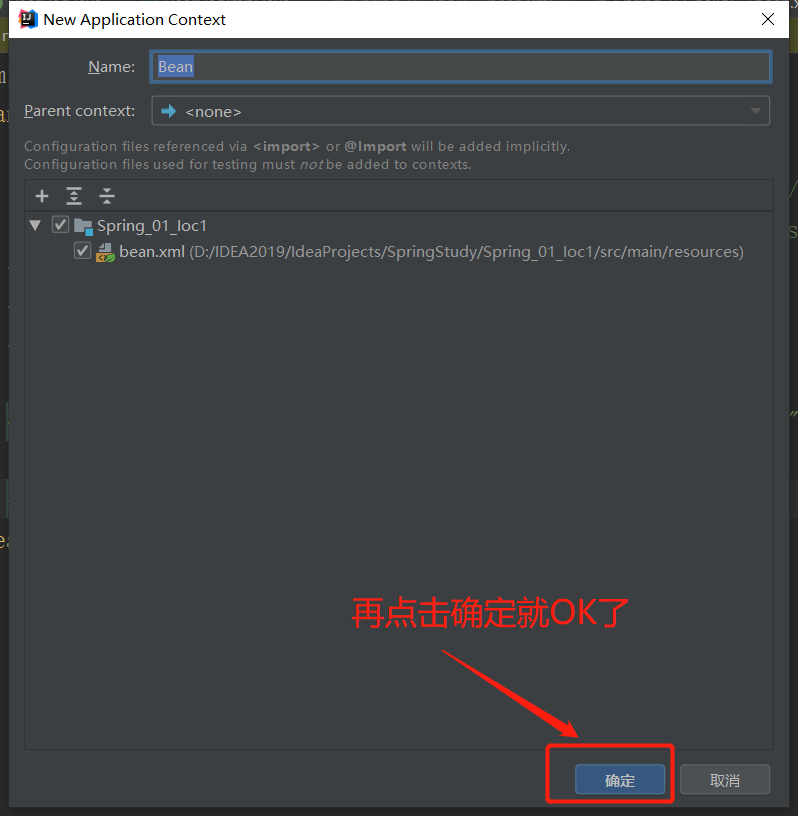 New Application Context
Name:
Bean
Parent context:
<none>
Configuration files referenced via <import> or @Import will be added implicitly.
Configuration files used for testing must not be added to contexts.
Spring_01_Ioc1
bean.xml (D:/IDEA2019/IdeaProjects/SpringStudy/Spring_01_Ioc1/src/main/resources)
再点击确定就OK了
确定
取消